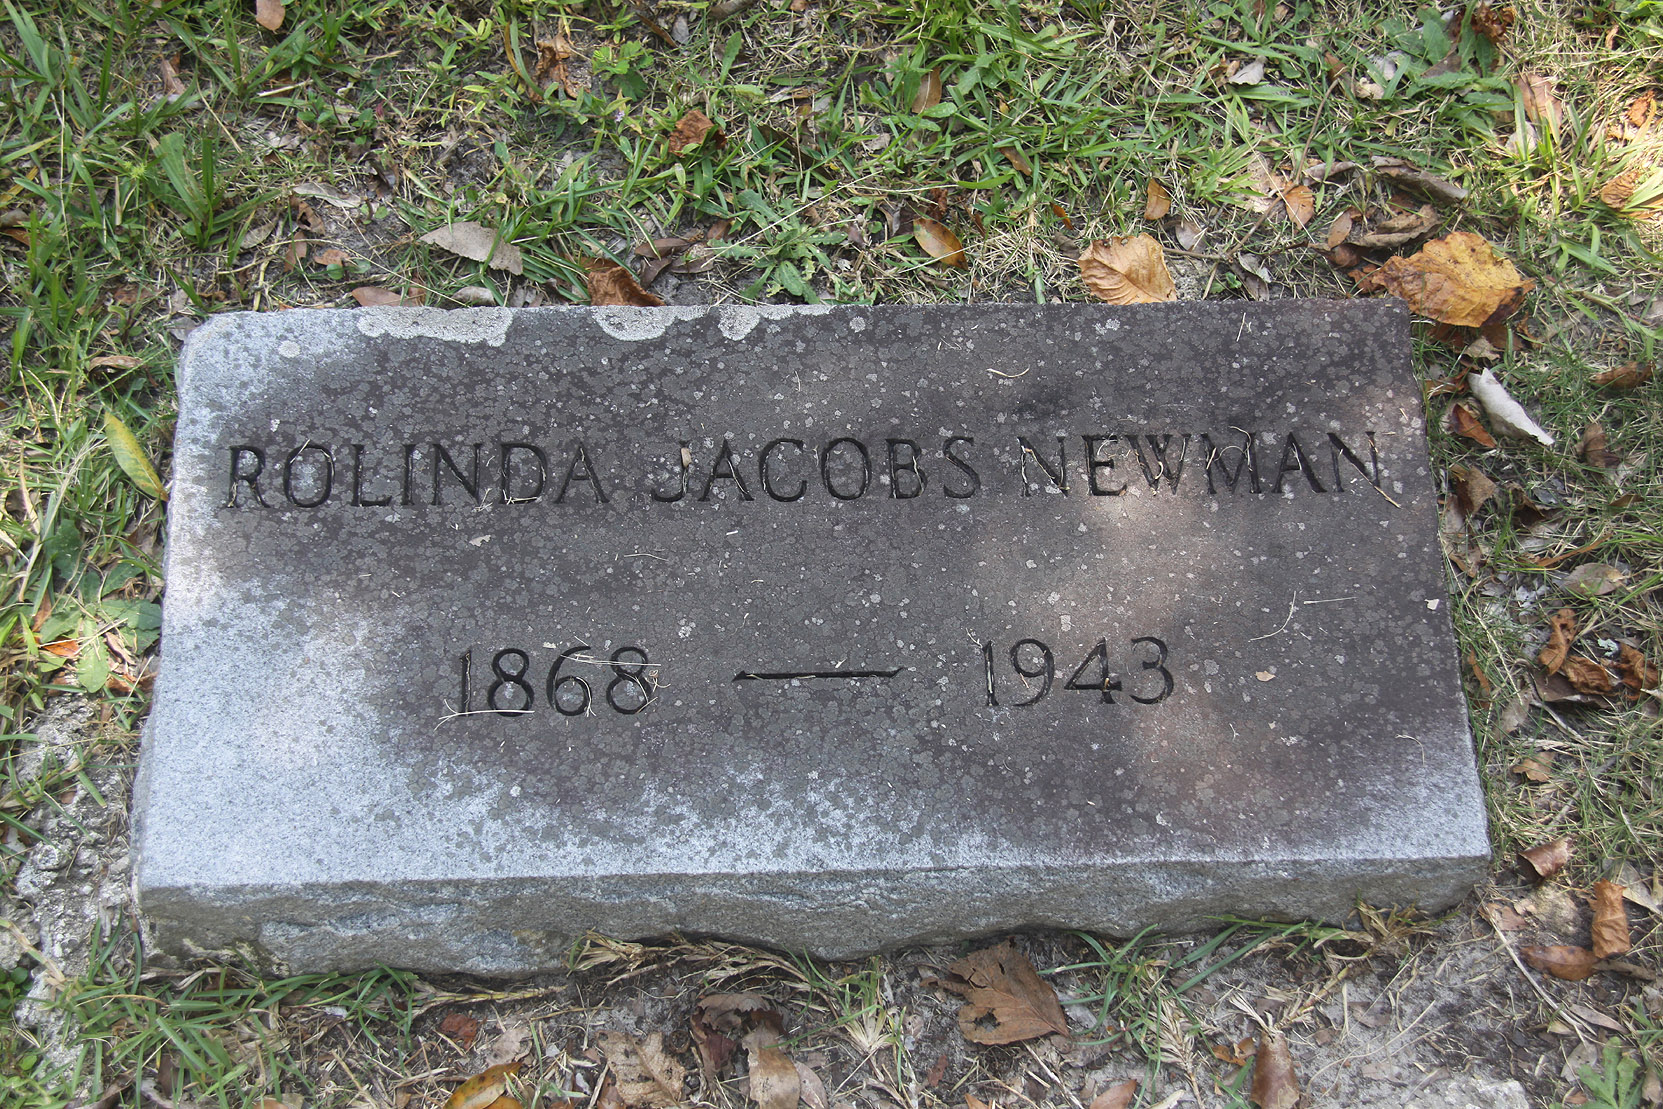 ROLINDA JACOBS NEWMAN
1868 — 1943